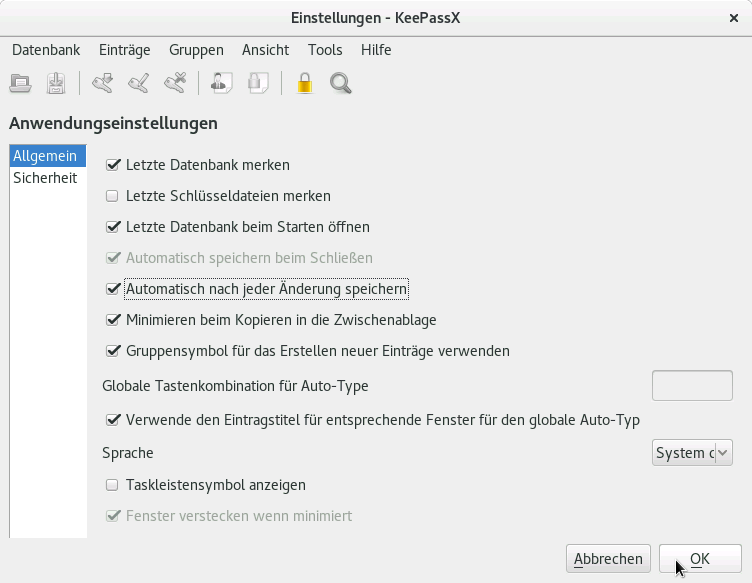 Einstellungen - KeePassX
Datenbank Einträge Gruppen Ansicht Tools Hilfe
Anwendungseinstellungen
Allgemein
Sicherheit
Letzte Datenbank merken
Letzte Schlüsseldateien merken
Letzte Datenbank beim Starten öffnen
Automatisch speichern beim Schließen
Automatisch nach jeder Änderung speichern
Minimieren beim Kopieren in die Zwischenablage
Gruppensymbol für das Erstellen neuer Einträge verwenden
Globale Tastenkombination für Auto-Type
Verwende den Eintragstitel für entsprechende Fenster für den globale Auto-Typ
Sprache System d
Taskleistensymbol anzeigen
Fenster verstecken wenn minimiert
Abbrechen OK